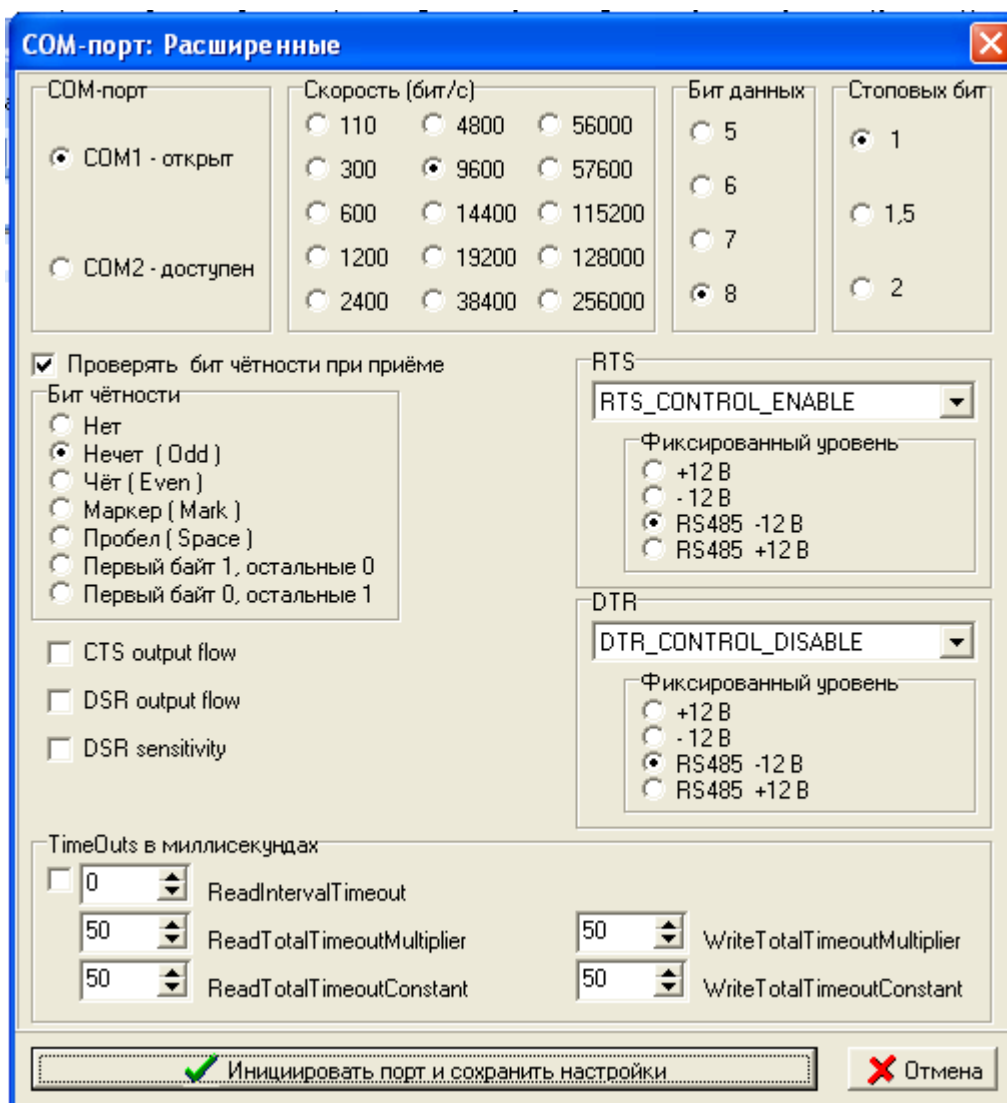 COM-порт: Расширенные
COM-порт
COM1 - открыт
COM2 - доступен
Скорость (бит/с)
110 4800 56000
300 9600 57600
600 14400 115200
1200 19200 128000
2400 38400 256000
Бит данных
5
6
7
8
Стоповых бит
1
1,5
2
Проверять бит чётности при приёме
Бит чётности
Нет
Нечет ( Odd )
Чёт ( Even )
Маркер ( Mark )
Пробел ( Space )
Первый байт 1, остальные 0
Первый байт 0, остальные 1
CTS output flow
DSR output flow
DSR sensitivity
RTS
RTS_CONTROL_ENABLE
Фиксированный уровень
+12 В
- 12 В
RS485 -12 В
RS485 +12 В
DTR
DTR_CONTROL_DISABLE
Фиксированный уровень
+12 В
- 12 В
RS485 -12 В
RS485 +12 В
TimeOuts в миллисекундах
0 ReadIntervalTimeout
50 ReadTotalTimeoutMultiplier 50 WriteTotalTimeoutMultiplier
50 ReadTotalTimeoutConstant 50 WriteTotalTimeoutConstant
Инициировать порт и сохранить настройки
Отмена